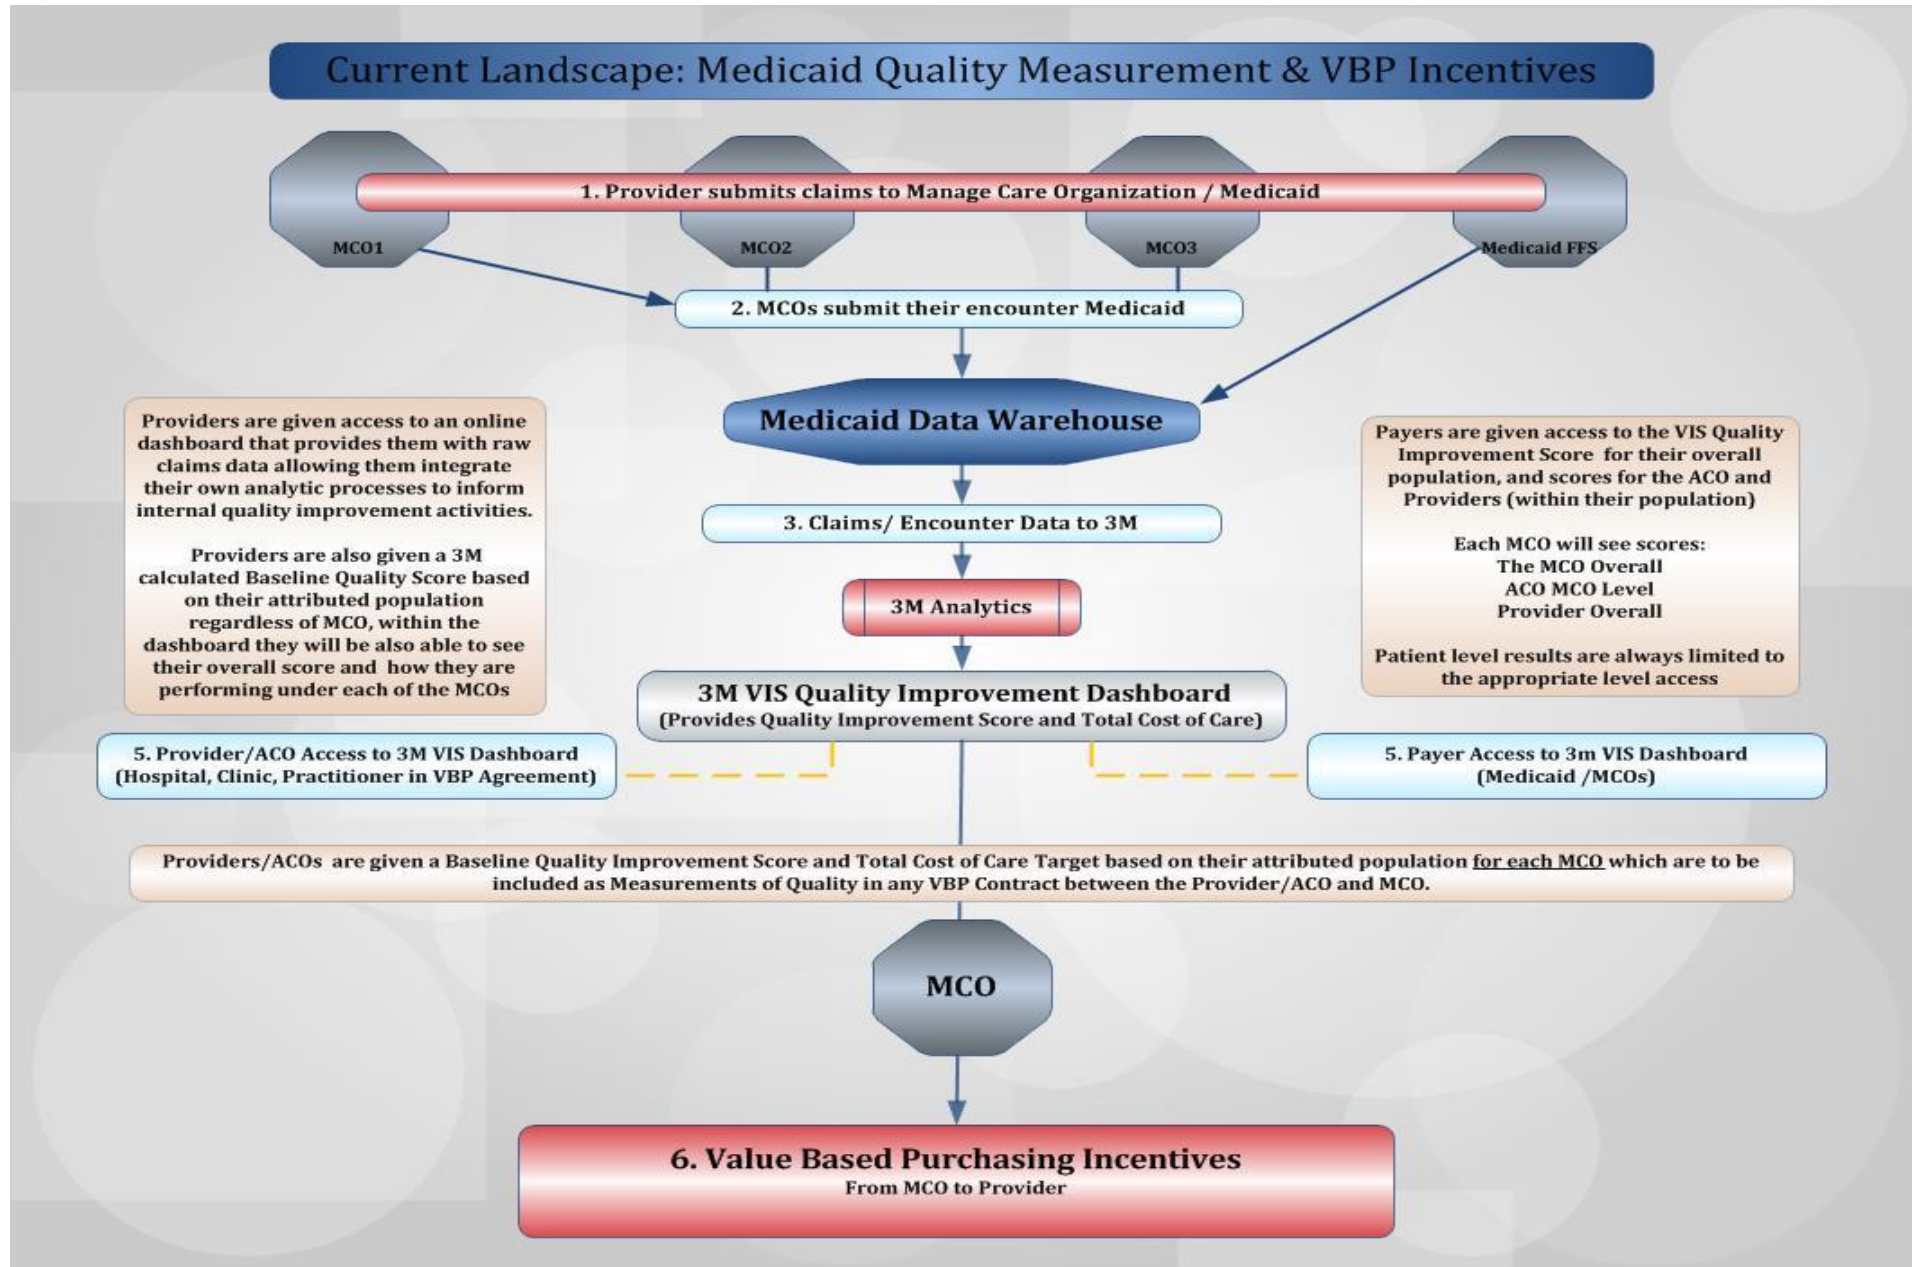 Current Landscape: Medicaid Quality Measurement & VBP Incentives
1. Provider submits claims to Manage Care Organization / Medicaid
MCO1
MCO2
MCO3
Medicaid FFS
2. MCOs submit their encounter Medicaid
Medicaid Data Warehouse
Providers are given access to an online
dashboard that provides them with raw
claims data allowing them integrate
their own analytic processes to inform
internal quality improvement activities.
Providers are also given a 3M
calculated Baseline Quality Score based
on their attributed population
regardless of MCO, within the
dashboard they will be also able to see
their overall score and how they are
performing under each of the MCOs
Payers are given access to the VIS Quality
Improvement Score for their overall
population, and scores for the ACO and
Providers (within their population)
Each MCO will see scores:
The MCO Overall
ACO MCO Level
Provider Overall
Patient level results are always limited to
the appropriate level access
3. Claims/ Encounter Data to 3M
3M Analytics
3M VIS Quality Improvement Dashboard
(Provides Quality Improvement Score and Total Cost of Care)
5. Provider/ACO Access to 3M VIS Dashboard
(Hospital, Clinic, Practitioner in VBP Agreement)
5. Payer Access to 3m VIS Dashboard
(Medicaid /MCOs)
Providers/ACOs are given a Baseline Quality Improvement Score and Total Cost of Care Target based on their attributed population for each MCO which are to be
included as Measurements of Quality in any VBP Contract between the Provider/ACO and MCO.
MCO
6. Value Based Purchasing Incentives
From MCO to Provider